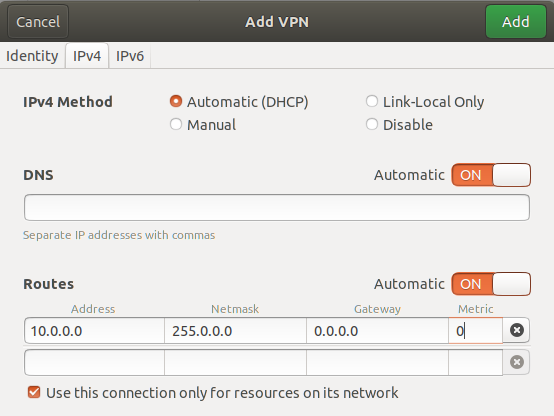 Cancel Add VPN Add
Identity IPv4 IPv6
IPv4 Method Automatic (DHCP) Link-Local Only
Manual Disable
DNS Automatic ON
Separate IP addresses with commas
Routes Automatic ON
Address Netmask Gateway Metric
10.0.0.0 255.0.0.0 0.0.0.0 0
Use this connection only for resources on its network